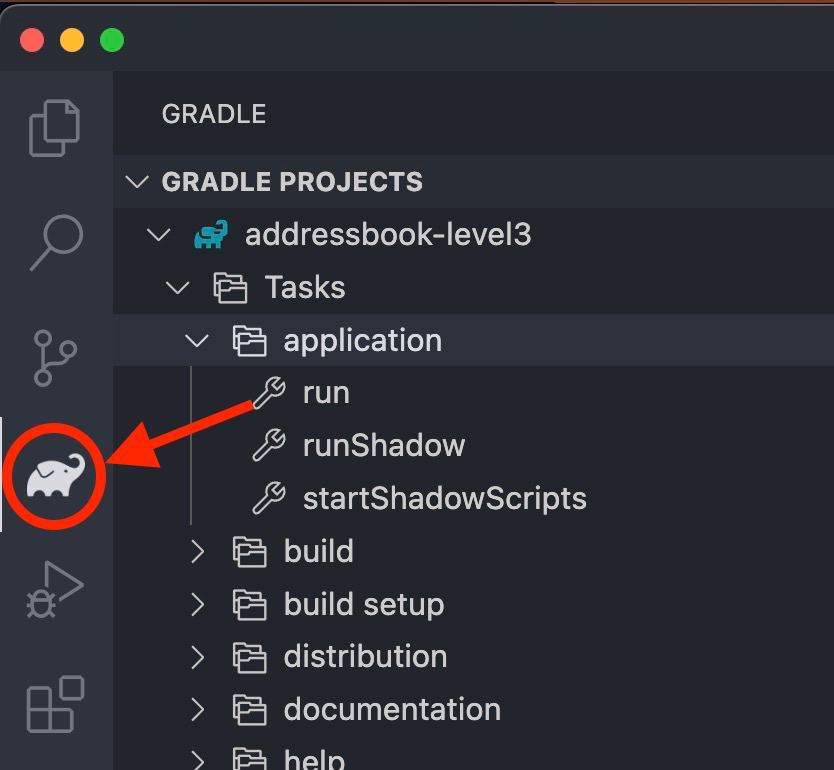 GRADLE
GRADLE PROJECTS
addressbook-level3
Tasks
application
run
runShadow
startShadowScripts
build
build setup
distribution
documentation
help